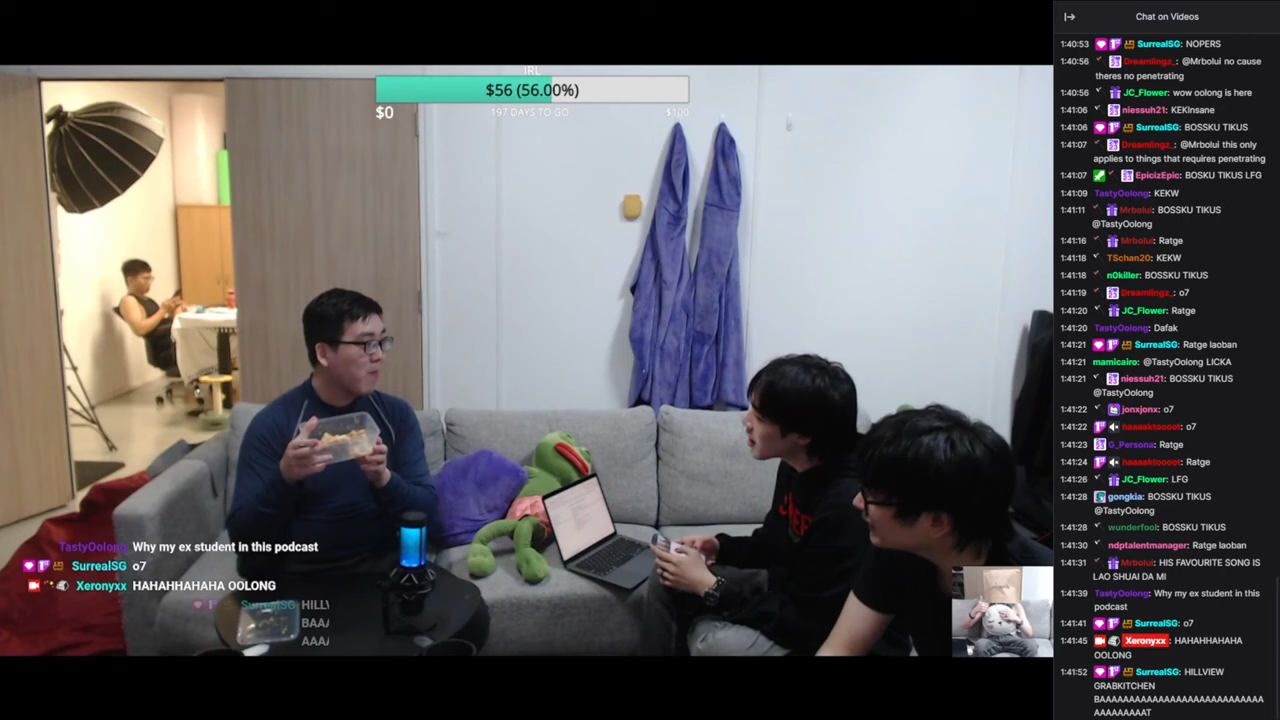 IRL
$56 (56.00%)
$0
197 DAYS TO GO
$100
TastyOolong Why my ex student in this podcast
SurrealSG o7
Xeronyxx HAHAHHAHAHA OOLONG
SurrealSG HILLV
BAAA
AAAA
Chat on Videos
1:40:53 SurrealSG: NOPERS
1:40:56 Dreamlingz_: @Mrbolui no cause
theres no penetrating
1:40:56 JC_Flower: wow oolong is here
1:41:06 niessuh21: KEKInsane
1:41:06 SurrealSG: BOSSKU TIKUS
1:41:07 Dreamlingz_: @Mrbolui this only
applies to things that requires penetrating
1:41:07 EpicizEpic: BOSKU TIKUS LFG
1:41:09 TastyOolong: KEKW
1:41:11 Mrbolui: BOSSKU TIKUS
@TastyOolong
1:41:16 Mrbolui: Ratge
1:41:18 TSchan20: KEKW
1:41:18 n0killer: BOSSKU TIKUS
1:41:19 Dreamlingz_: o7
1:41:20 JC_Flower: Ratge
1:41:20 TastyOolong: Dafak
1:41:21 SurrealSG: Ratge laoban
1:41:21 mamicairo: @TastyOolong LICKA
1:41:21 niessuh21: BOSSKU TIKUS
@TastyOolong
1:41:22 jonxjonx: o7
1:41:22 haaaaktooool: o7
1:41:23 G_Persona: Ratge
1:41:24 haaaaktooool: Ratge
1:41:26 JC_Flower: LFG
1:41:28 gongkia: BOSSKU TIKUS
@TastyOolong
1:41:28 wunderfool: BOSSKU TIKUS
1:41:30 ndptalentmanager: Ratge laoban
1:41:31 Mrbolui: HIS FAVOURITE SONG IS
LAO SHUAI DA MI
1:41:39 TastyOolong: Why my ex student in this
podcast
1:41:41 SurrealSG: o7
1:41:45 Xeronyxx: HAHAHHAHAHA
OOLONG
1:41:52 SurrealSG: HILLVIEW
GRABKITCHEN
BAAAAAAAAAAAAAAAAAAAAAAAAAAA
AAAAAAAAAT